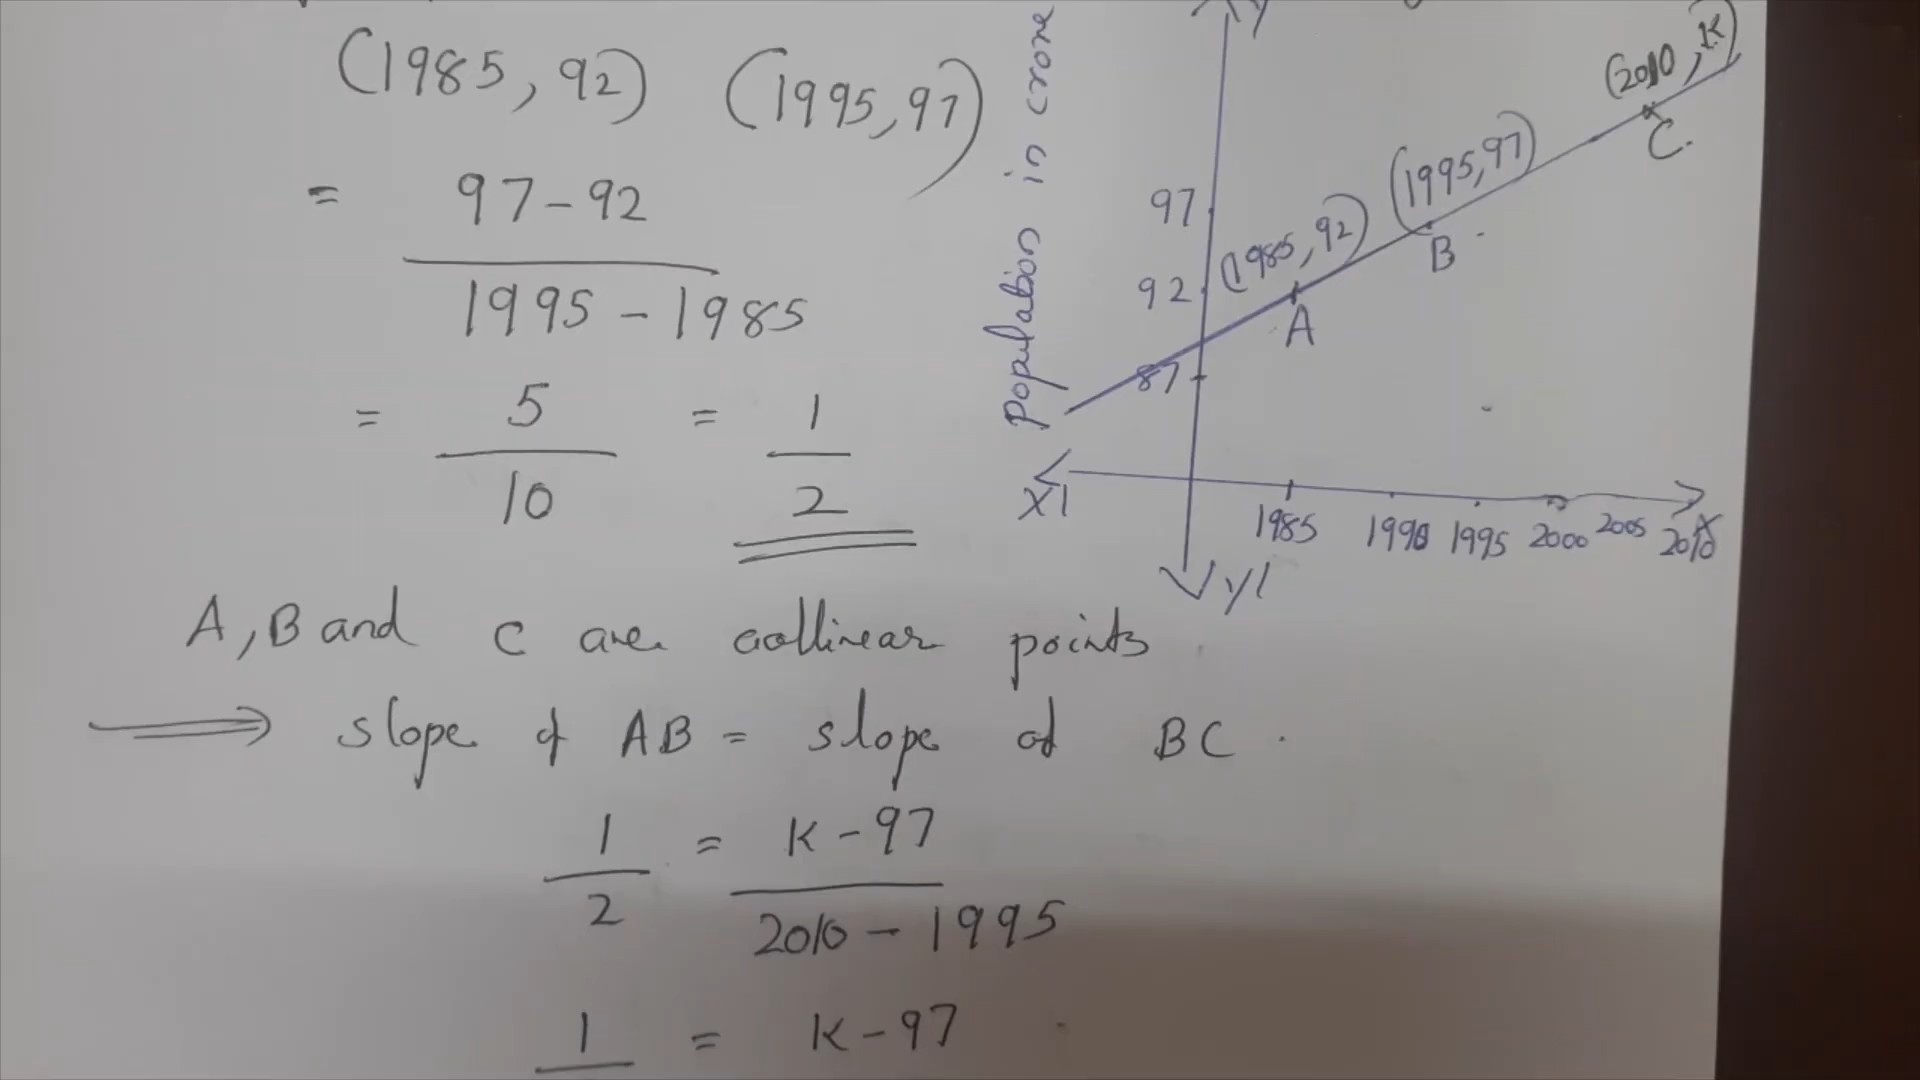 (1985, 92) (1995, 97)
= 97 - 92
1995 - 1985
= 5 = 1
10 2
A, B and C are collinear points.
⟹ slope of AB = slope of BC.
1 = K - 97
2 2010 - 1995
1 = K - 97
Y
Population in crore
(2010, K)
C.
(1995, 97)
97
B
(1985, 92)
92
A
87
X1
X
1985 1990 1995 2000 2005 2010
Y1